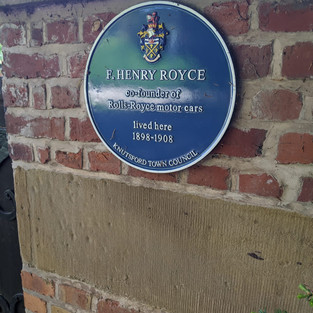 F. HENRY ROYCE
co-founder of
Rolls-Royce motor cars
lived here
1898-1908
KNUTSFORD TOWN COUNCIL